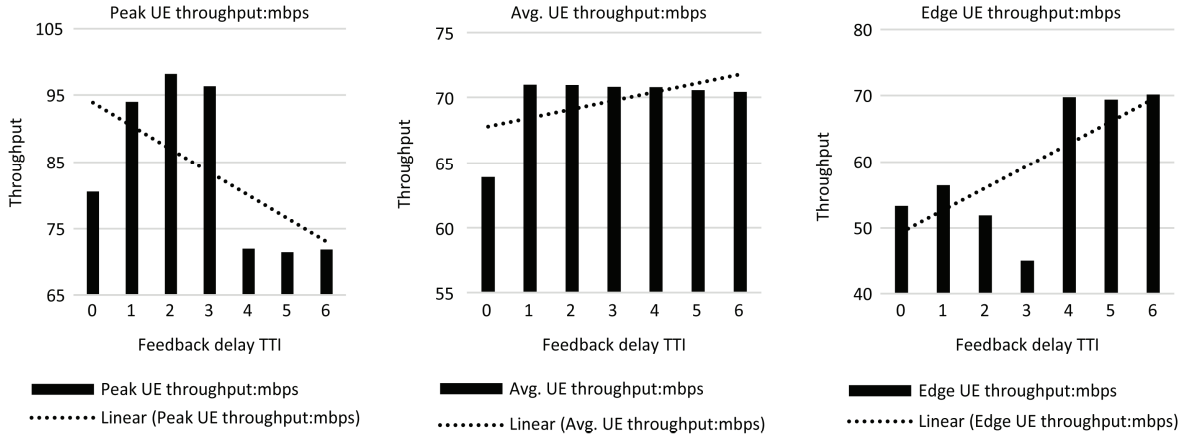 Peak UE throughput:mbps
105
95
85
75
65
Throughput
0 1 2 3 4 5 6
Feedback delay TTI
Peak UE throughput:mbps
Linear (Peak UE throughput:mbps)
Avg. UE throughput:mbps
75
70
65
60
55
Throughput
0 1 2 3 4 5 6
Feedback delay TTI
Avg. UE throughput:mbps
Linear (Avg. UE throughput:mbps)
Edge UE throughput:mbps
80
70
60
50
40
Throughput
0 1 2 3 4 5 6
Feedback delay TTI
Edge UE throughput:mbps
Linear (Edge UE throughput:mbps)